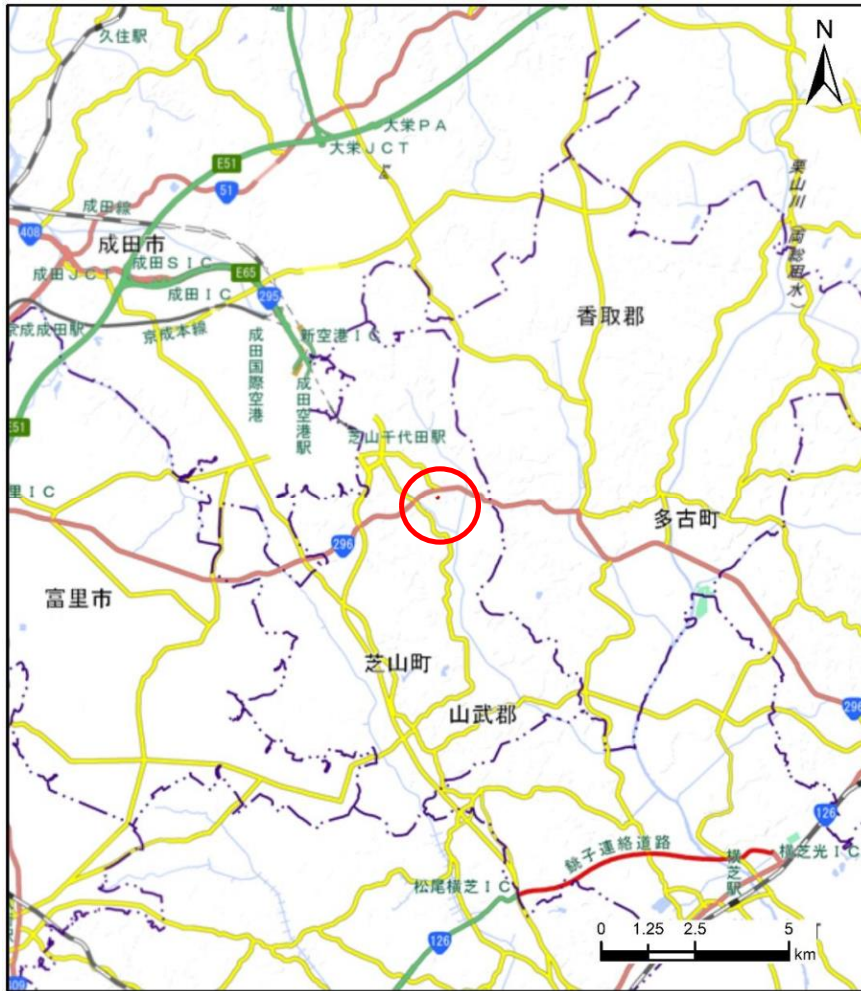 久住駅
N
大栄PA
大栄JCT
E51
51
成田線
408
成田市
成田SIC
成田JCT
E65
成田IC
295
京成成田駅
京成本線
新空港IC
成田国際空港
成田空港駅
栗山川（両総用水）
香取郡
E51
芝山千代田駅
里IC
296
多古町
富里市
芝山町
山武郡
296
126
銚子連絡道路
横芝駅
横芝光IC
松尾横芝IC
126
0 1.25 2.5 5
km